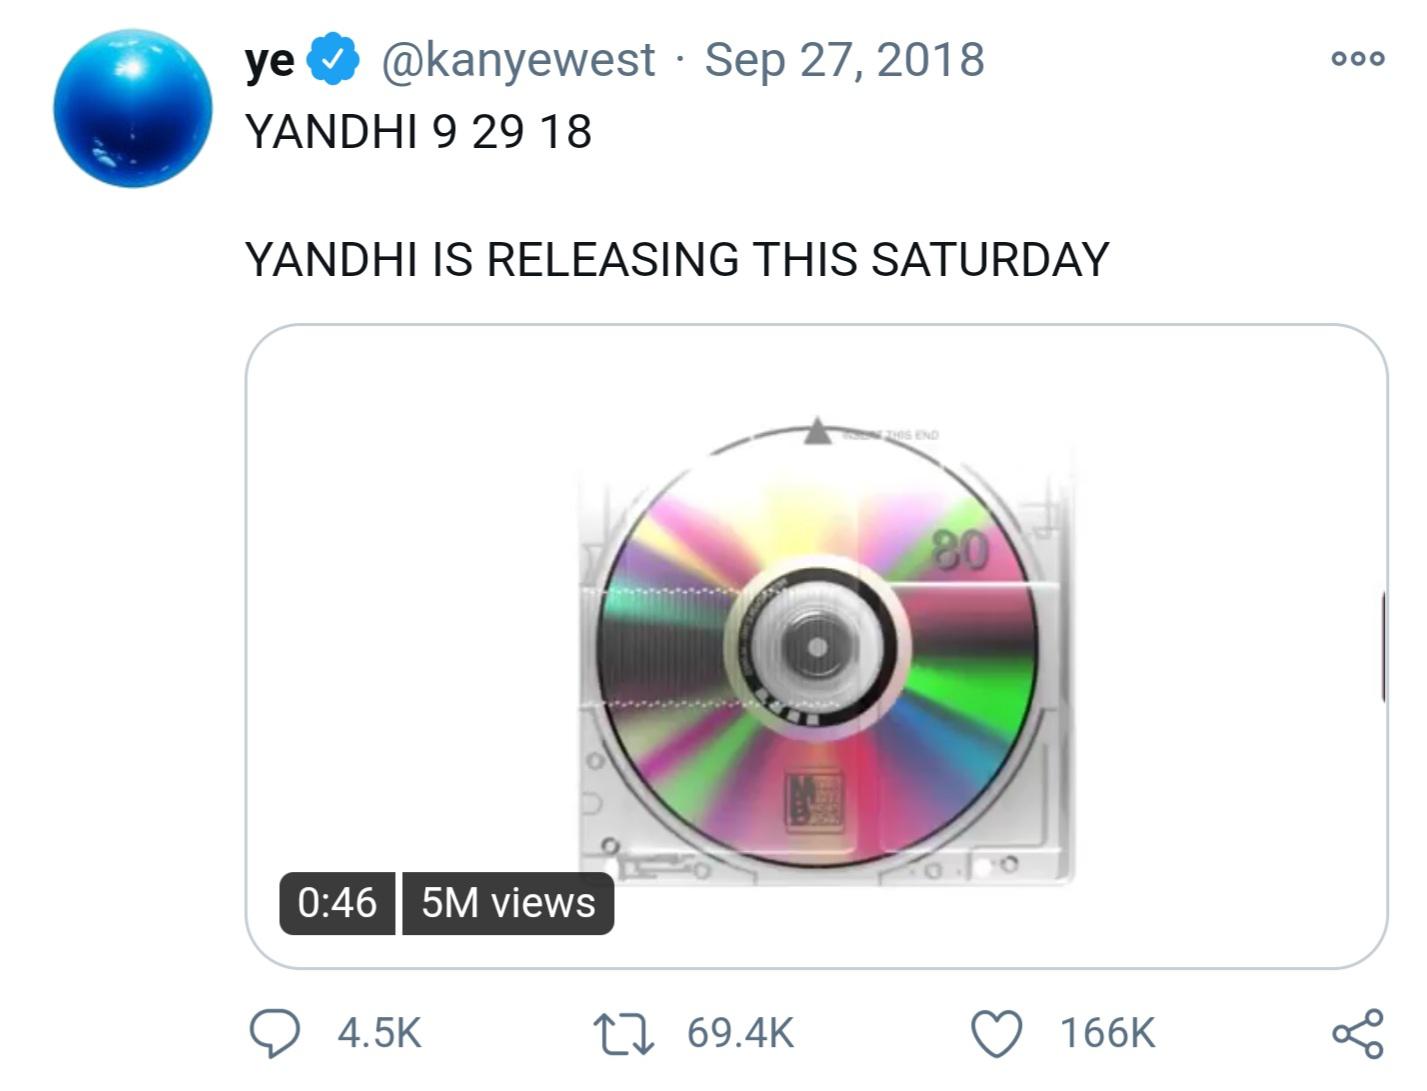 ye @kanyewest · Sep 27, 2018
YANDHI 9 29 18
YANDHI IS RELEASING THIS SATURDAY
INSERT THIS END
80
0:46 5M views
4.5K 69.4K 166K